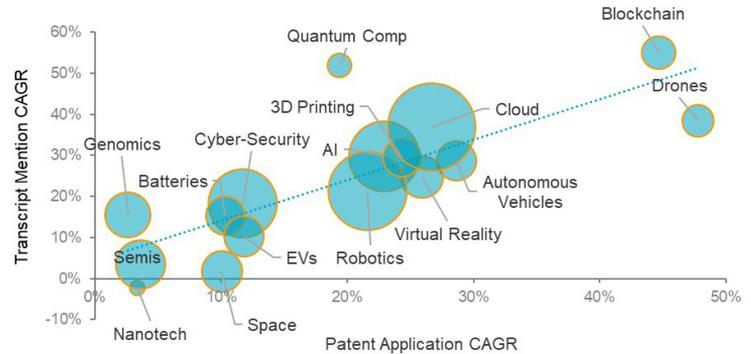 Blockchain
60%
Quantum Comp
50%
Drones
40%
3D Printing
Cloud
Genomics
Cyber-Security
30%
AI
Batteries
Autonomous
Vehicles
20%
Virtual Reality
10%
Semis
EVs
Robotics
0%
0%
10%
20%
30%
40%
50%
-10%
Nanotech
Space
Transcript Mention CAGR
Patent Application CAGR